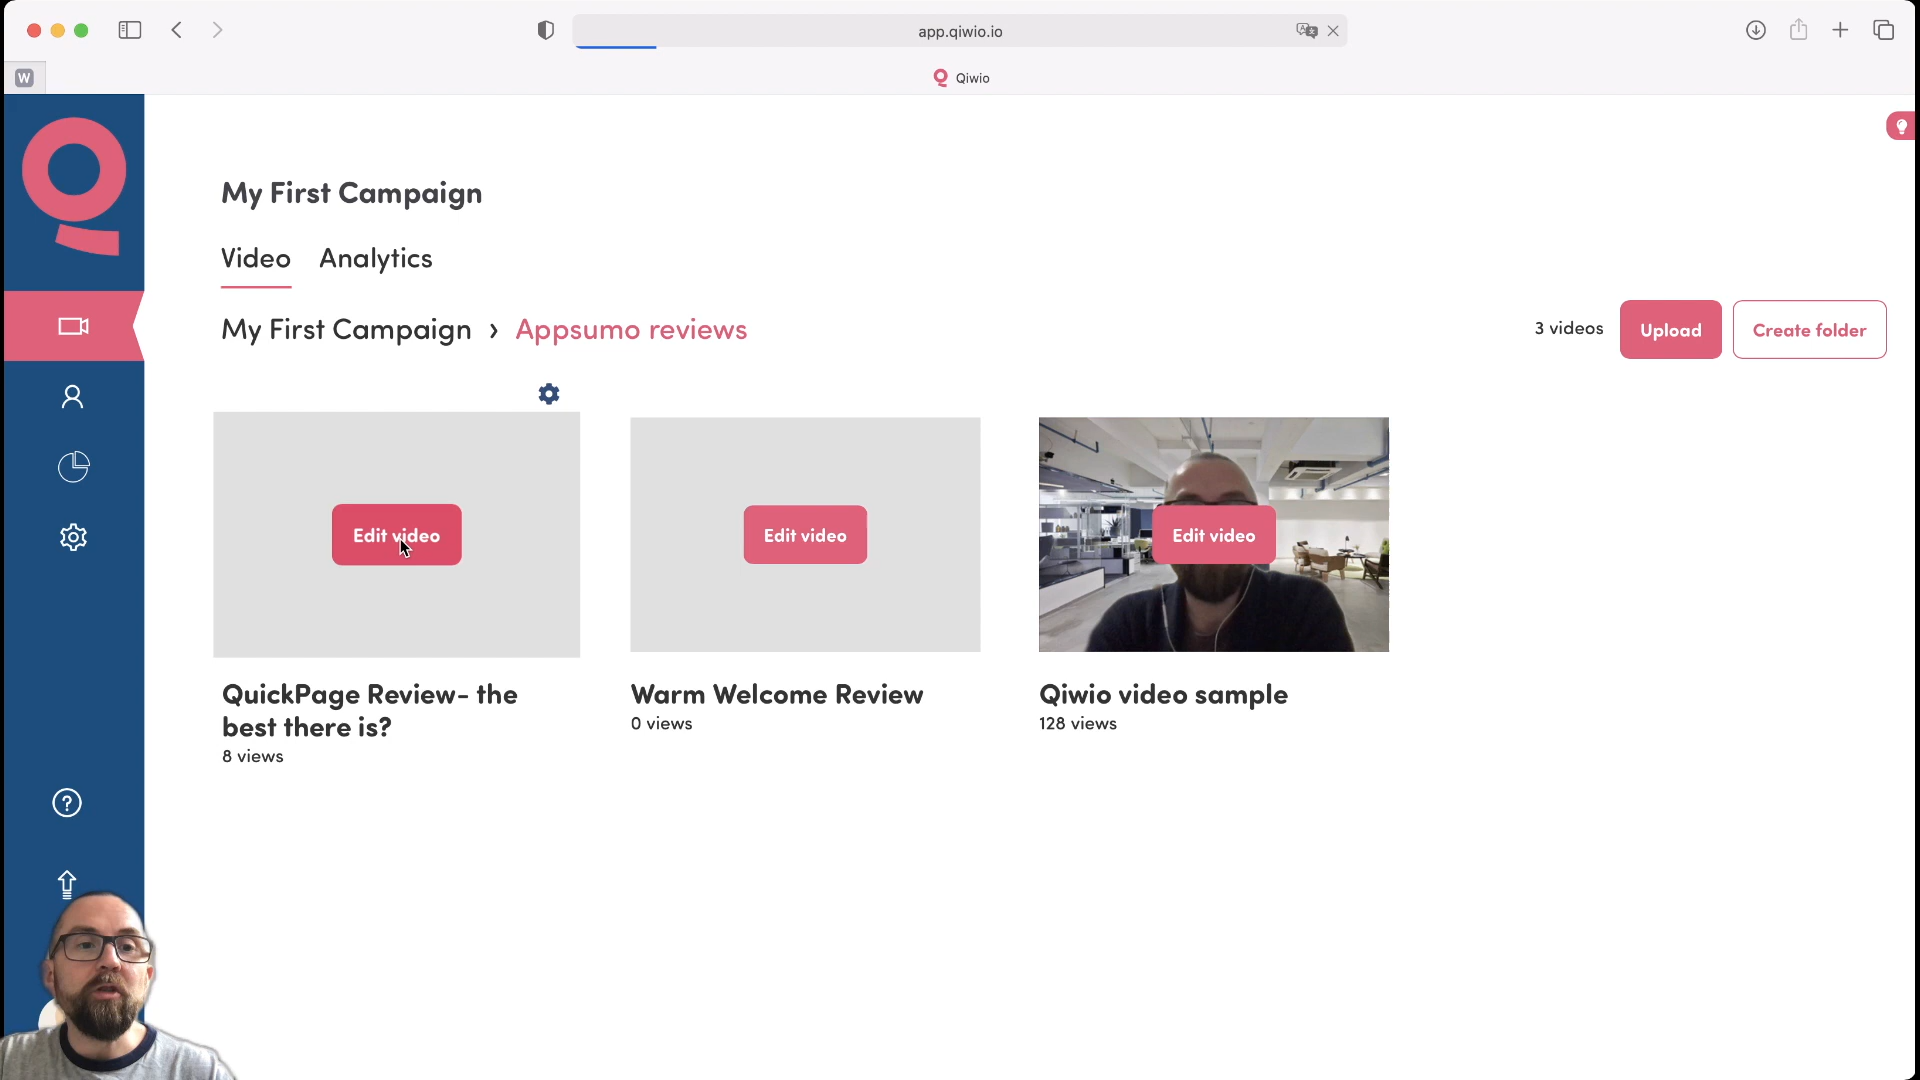 app.qiwio.io
W
Qiwio
My First Campaign
Video Analytics
My First Campaign › Appsumo reviews
3 videos
Upload
Create folder
Edit video
Edit video
Edit video
QuickPage Review- the
best there is?
8 views
Warm Welcome Review
0 views
Qiwio video sample
128 views